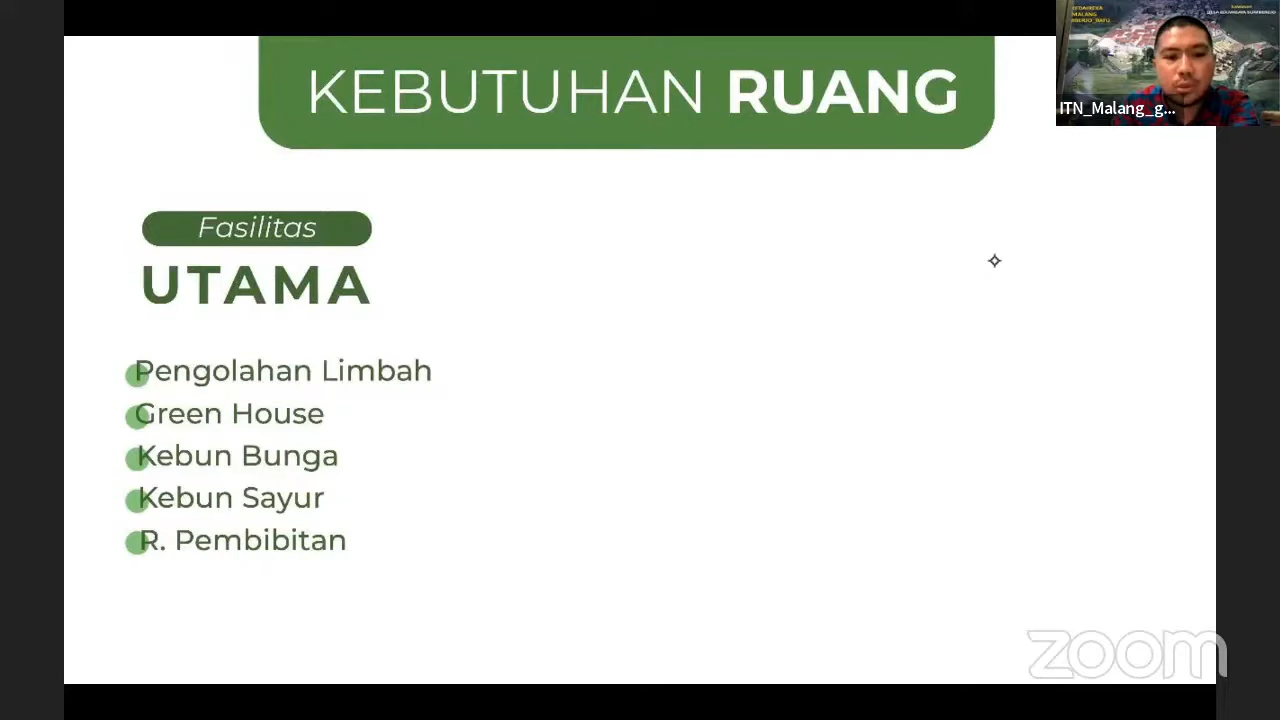 KEBUTUHAN RUANG
ITN_Malang_g...
Fasilitas
UTAMA
Pengolahan Limbah
Green House
Kebun Bunga
Kebun Sayur
R. Pembibitan
zoom